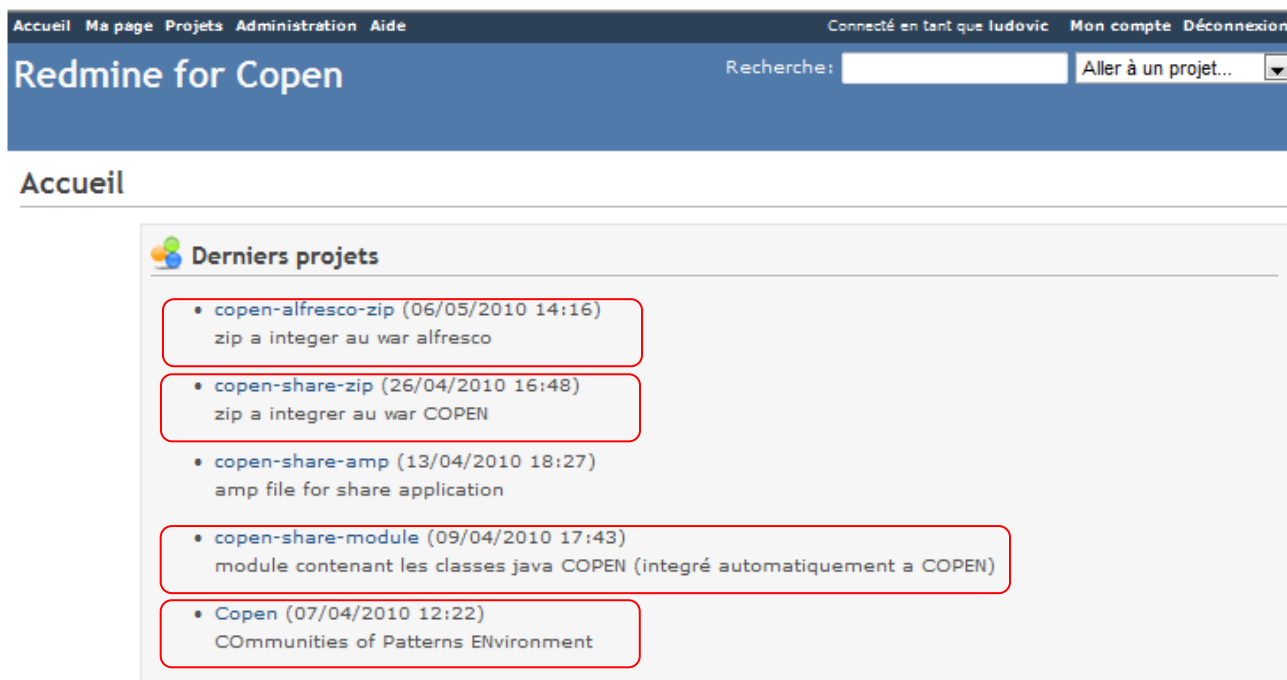 Accueil Ma page Projets Administration Aide Connecté en tant que ludovic Mon compte Déconnexion
Redmine for Copen Recherche: Aller à un projet...
Accueil
Derniers projets
• copen-alfresco-zip (06/05/2010 14:16)
zip a integer au war alfresco
• copen-share-zip (26/04/2010 16:48)
zip a integrer au war COPEN
• copen-share-amp (13/04/2010 18:27)
amp file for share application
• copen-share-module (09/04/2010 17:43)
module contenant les classes java COPEN (integré automatiquement a COPEN)
• Copen (07/04/2010 12:22)
COmmunities of Patterns ENvironment